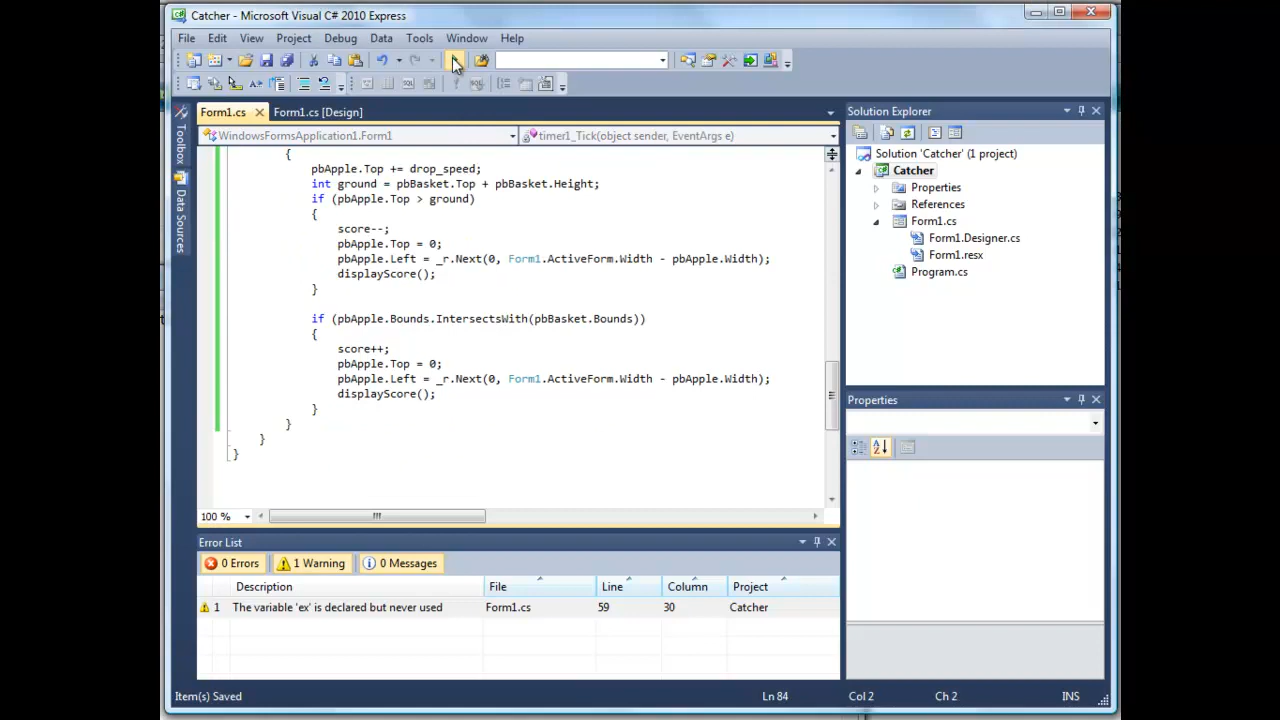 Catcher - Microsoft Visual C# 2010 Express
File Edit View Project Debug Data Tools Window Help
Form1.cs Form1.cs [Design]
WindowsFormsApplication1.Form1 timer1_Tick(object sender, EventArgs e)
Toolbox
Data Sources
{
pbApple.Top += drop_speed;
int ground = pbBasket.Top + pbBasket.Height;
if (pbApple.Top > ground)
{
score--;
pbApple.Top = 0;
pbApple.Left = _r.Next(0, Form1.ActiveForm.Width - pbApple.Width);
displayScore();
}
if (pbApple.Bounds.IntersectsWith(pbBasket.Bounds))
{
score++;
pbApple.Top = 0;
pbApple.Left = _r.Next(0, Form1.ActiveForm.Width - pbApple.Width);
displayScore();
}
}
}
}
100 %
Solution Explorer
Solution 'Catcher' (1 project)
Catcher
Properties
References
Form1.cs
Form1.Designer.cs
Form1.resx
Program.cs
Properties
Error List
0 Errors 1 Warning 0 Messages
Description File Line Column Project
1 The variable 'ex' is declared but never used Form1.cs 59 30 Catcher
Item(s) Saved Ln 84 Col 2 Ch 2 INS